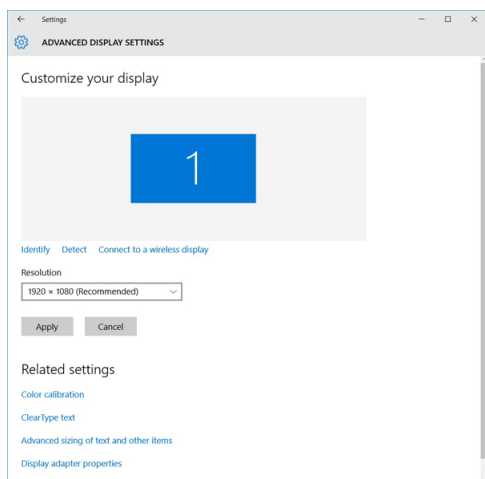 Settings
ADVANCED DISPLAY SETTINGS
Customize your display
1
Identify Detect Connect to a wireless display
Resolution
1920 × 1080 (Recommended)
Apply Cancel
Related settings
Color calibration
ClearType text
Advanced sizing of text and other items
Display adapter properties